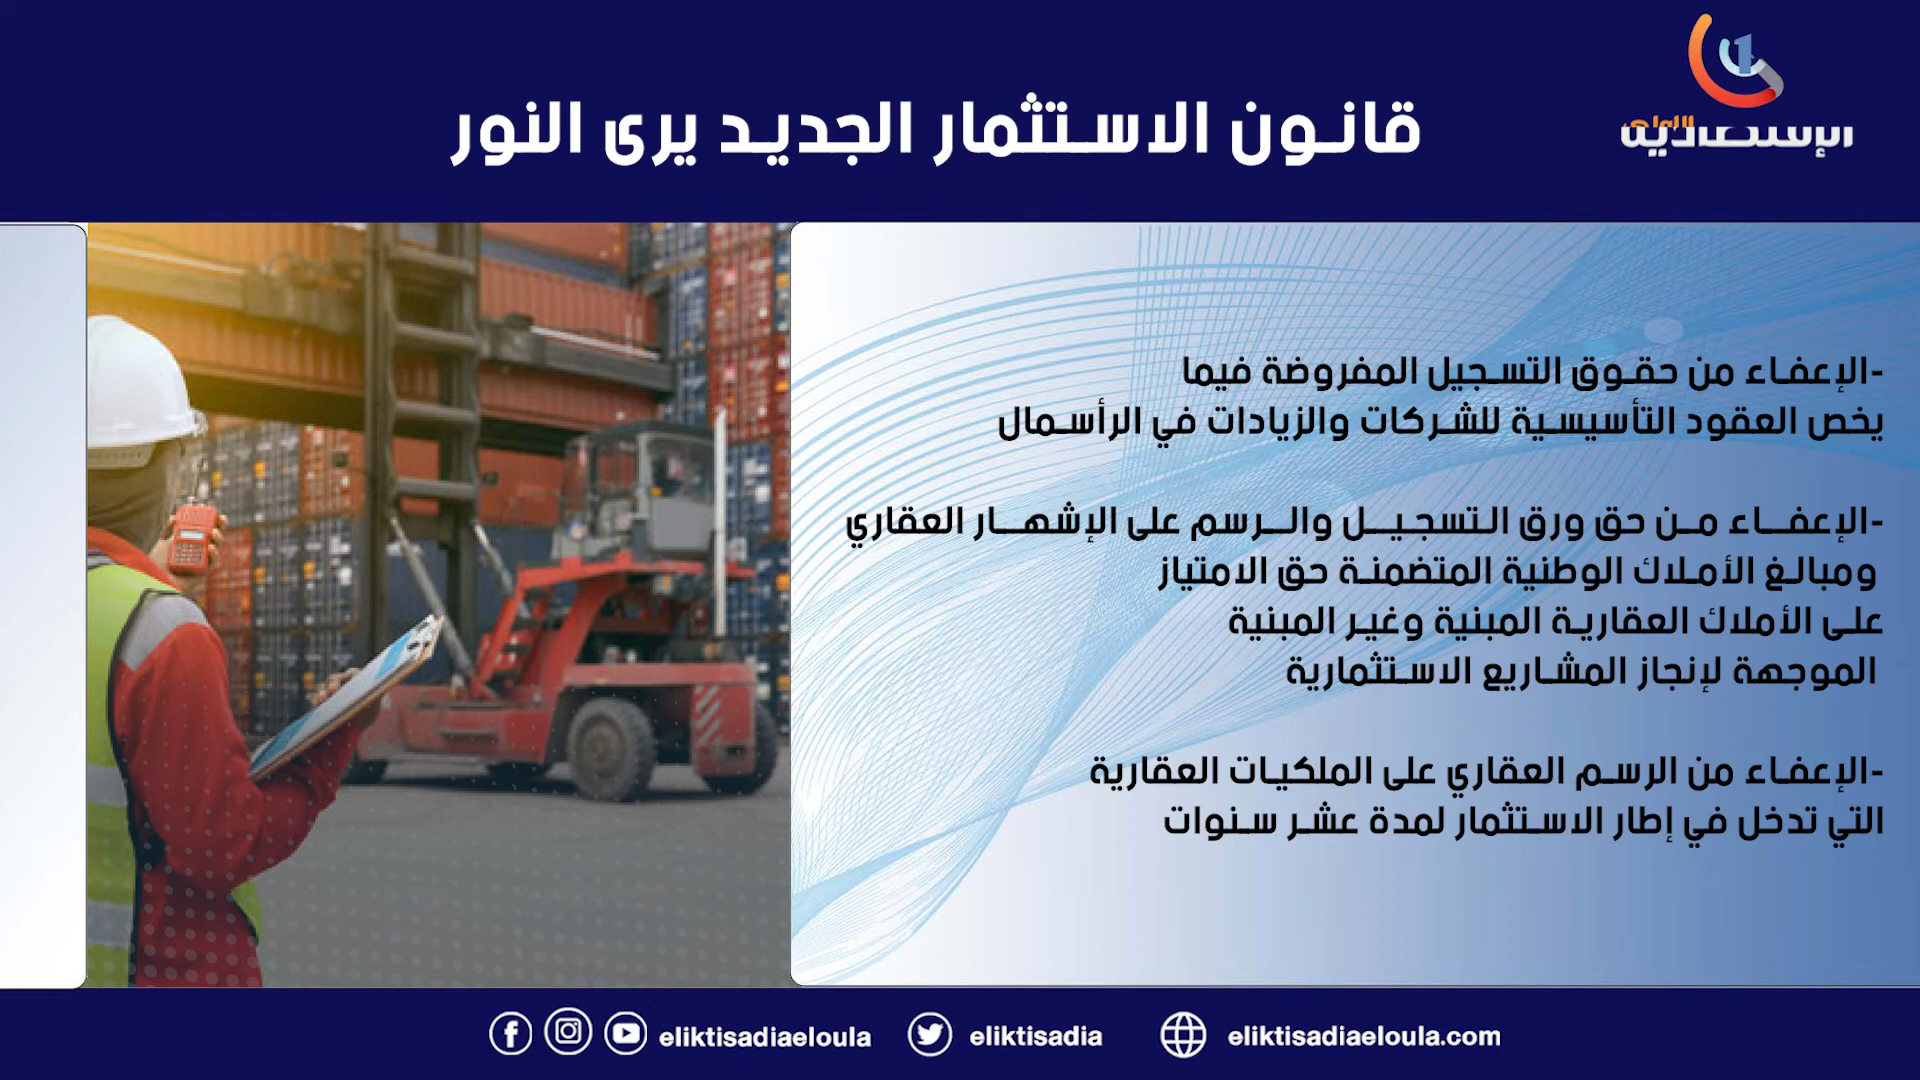 الأولى
الإقتصادية
قانون الاستثمار الجديد يرى النور
-الإعفاء من حقوق التسجيل المفروضة فيما
يخص العقود التأسيسية للشركات والزيادات في الرأسمال
-الإعفاء من حق ورق التسجيل والرسم على الإشهار العقاري
ومبالغ الأملاك الوطنية المتضمنة حق الامتياز
على الأملاك العقارية المبنية وغير المبنية
الموجهة لإنجاز المشاريع الاستثمارية
-الإعفاء من الرسم العقاري على الملكيات العقارية
التي تدخل في إطار الاستثمار لمدة عشر سنوات
eliktisadiaeloula eliktisadia eliktisadiaeloula.com